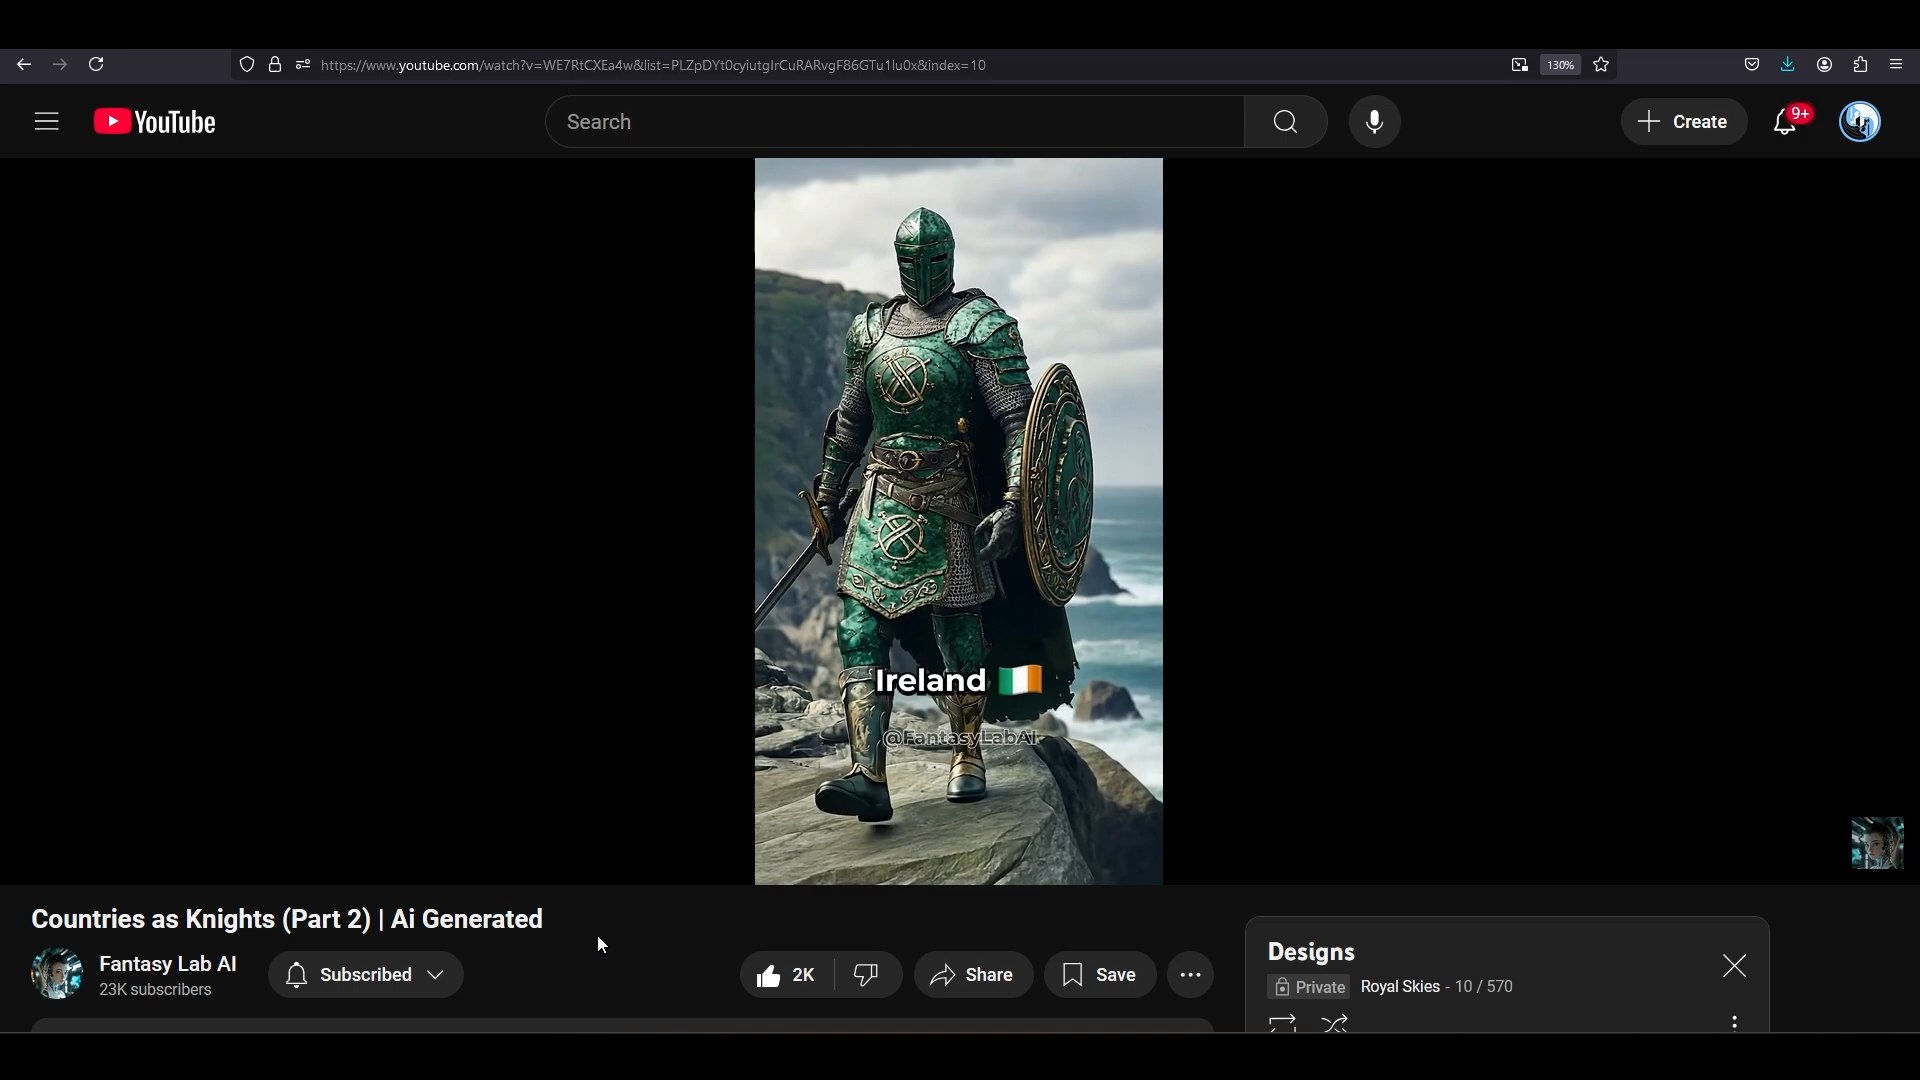 https://www.youtube.com/watch?v=WE7RtCXEa4w&list=PLZpDYt0cyiutgIrCuRARvgF86GTu1lu0x&index=10
130%
YouTube
Search
Create
9+
Ireland
@FantasyLabAI
Countries as Knights (Part 2) | Ai Generated
Fantasy Lab AI
23K subscribers
Subscribed
2K
Share
Save
Designs
Private
Royal Skies - 10 / 570